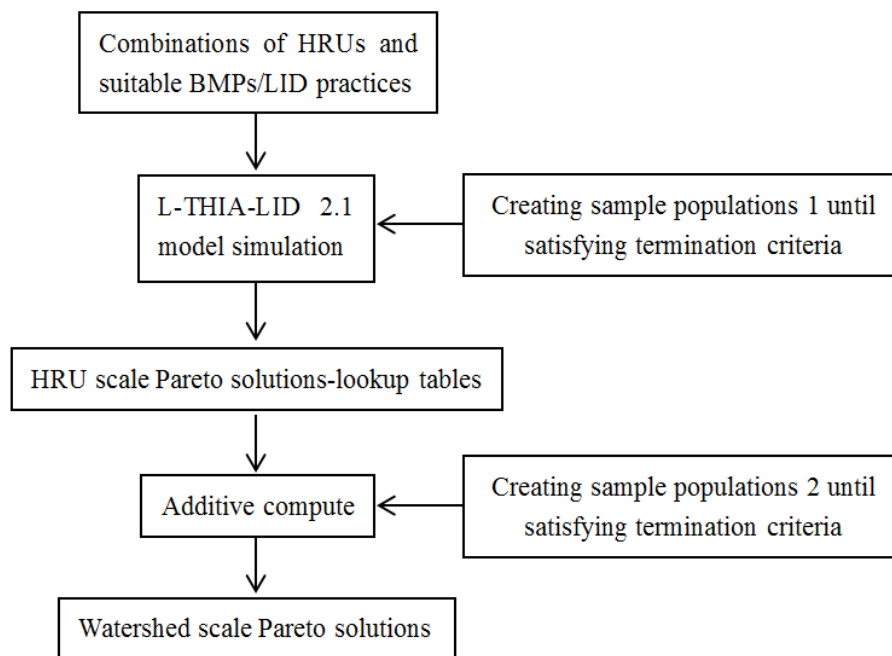 Combinations of HRUs and
suitable BMPs/LID practices
L-THIA-LID 2.1
model simulation
Creating sample populations 1 until
satisfying termination criteria
HRU scale Pareto solutions-lookup tables
Additive compute
Creating sample populations 2 until
satisfying termination criteria
Watershed scale Pareto solutions